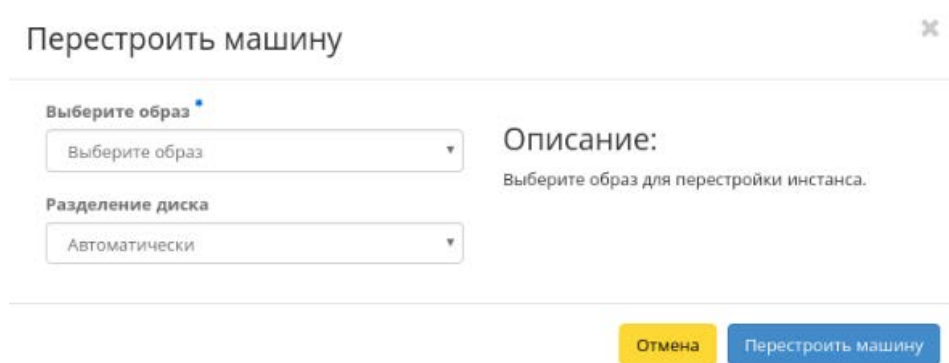 Перестроить машину
×
Выберите образ *
Выберите образ
Разделение диска
Автоматически
Описание:
Выберите образ для перестройки инстанса.
Отмена
Перестроить машину